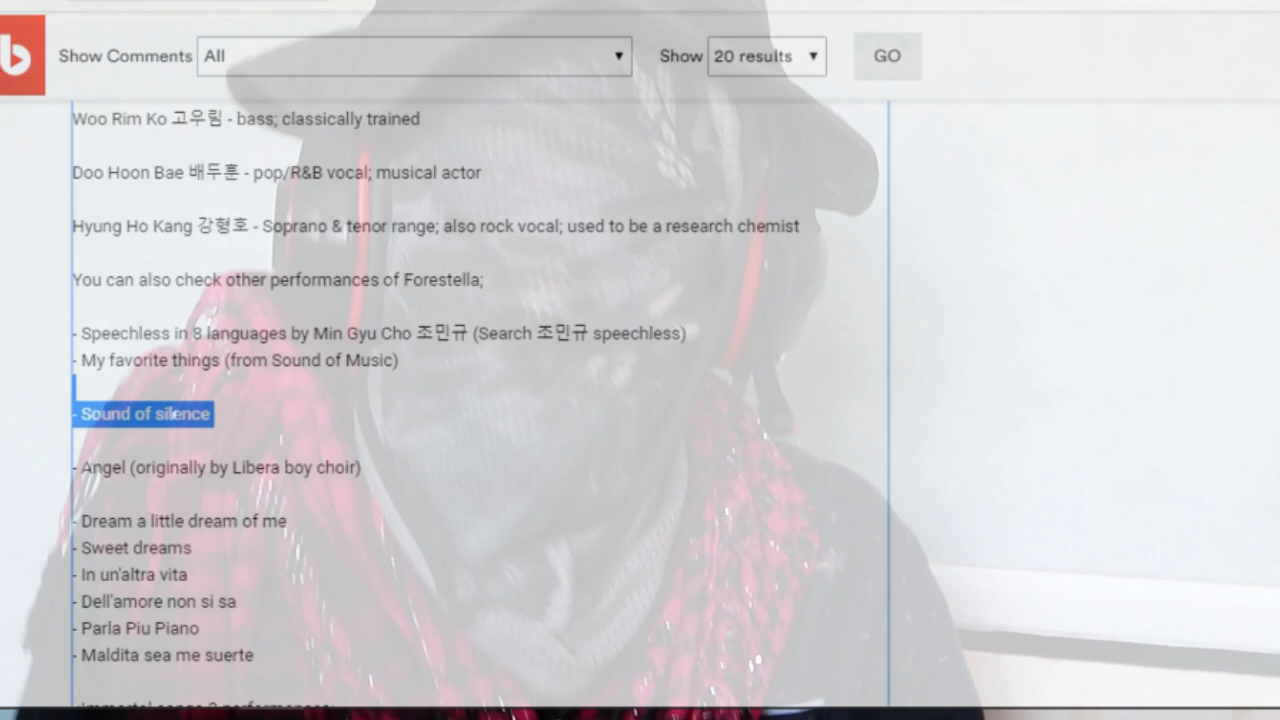 b
Show Comments All ▼ Show 20 results ▼ GO
Woo Rim Ko 고우림 - bass; classically trained
Doo Hoon Bae 배두훈 - pop/R&B vocal; musical actor
Hyung Ho Kang 강형호 - Soprano & tenor range; also rock vocal; used to be a research chemist
You can also check other performances of Forestella;
- Speechless in 8 languages by Min Gyu Cho 조민규 (Search 조민규 speechless)
- My favorite things (from Sound of Music)
- Sound of silence
- Angel (originally by Libera boy choir)
- Dream a little dream of me
- Sweet dreams
- In un'altra vita
- Dell'amore non si sa
- Parla Piu Piano
- Maldita sea me suerte